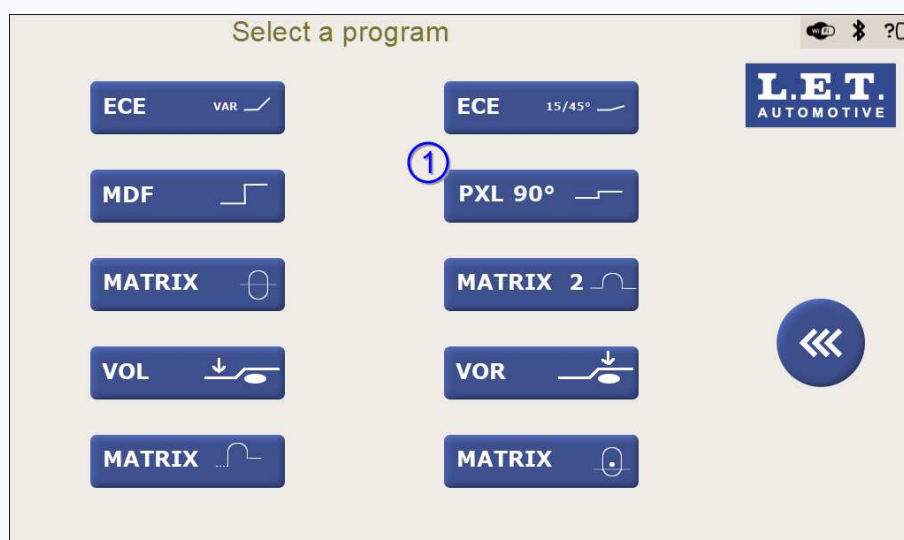 Select a program
WiFi
?
L.E.T.
AUTOMOTIVE
ECE VAR
ECE 15/45°
1
MDF
PXL 90°
MATRIX
MATRIX 2
VOL
VOR
MATRIX ...
MATRIX